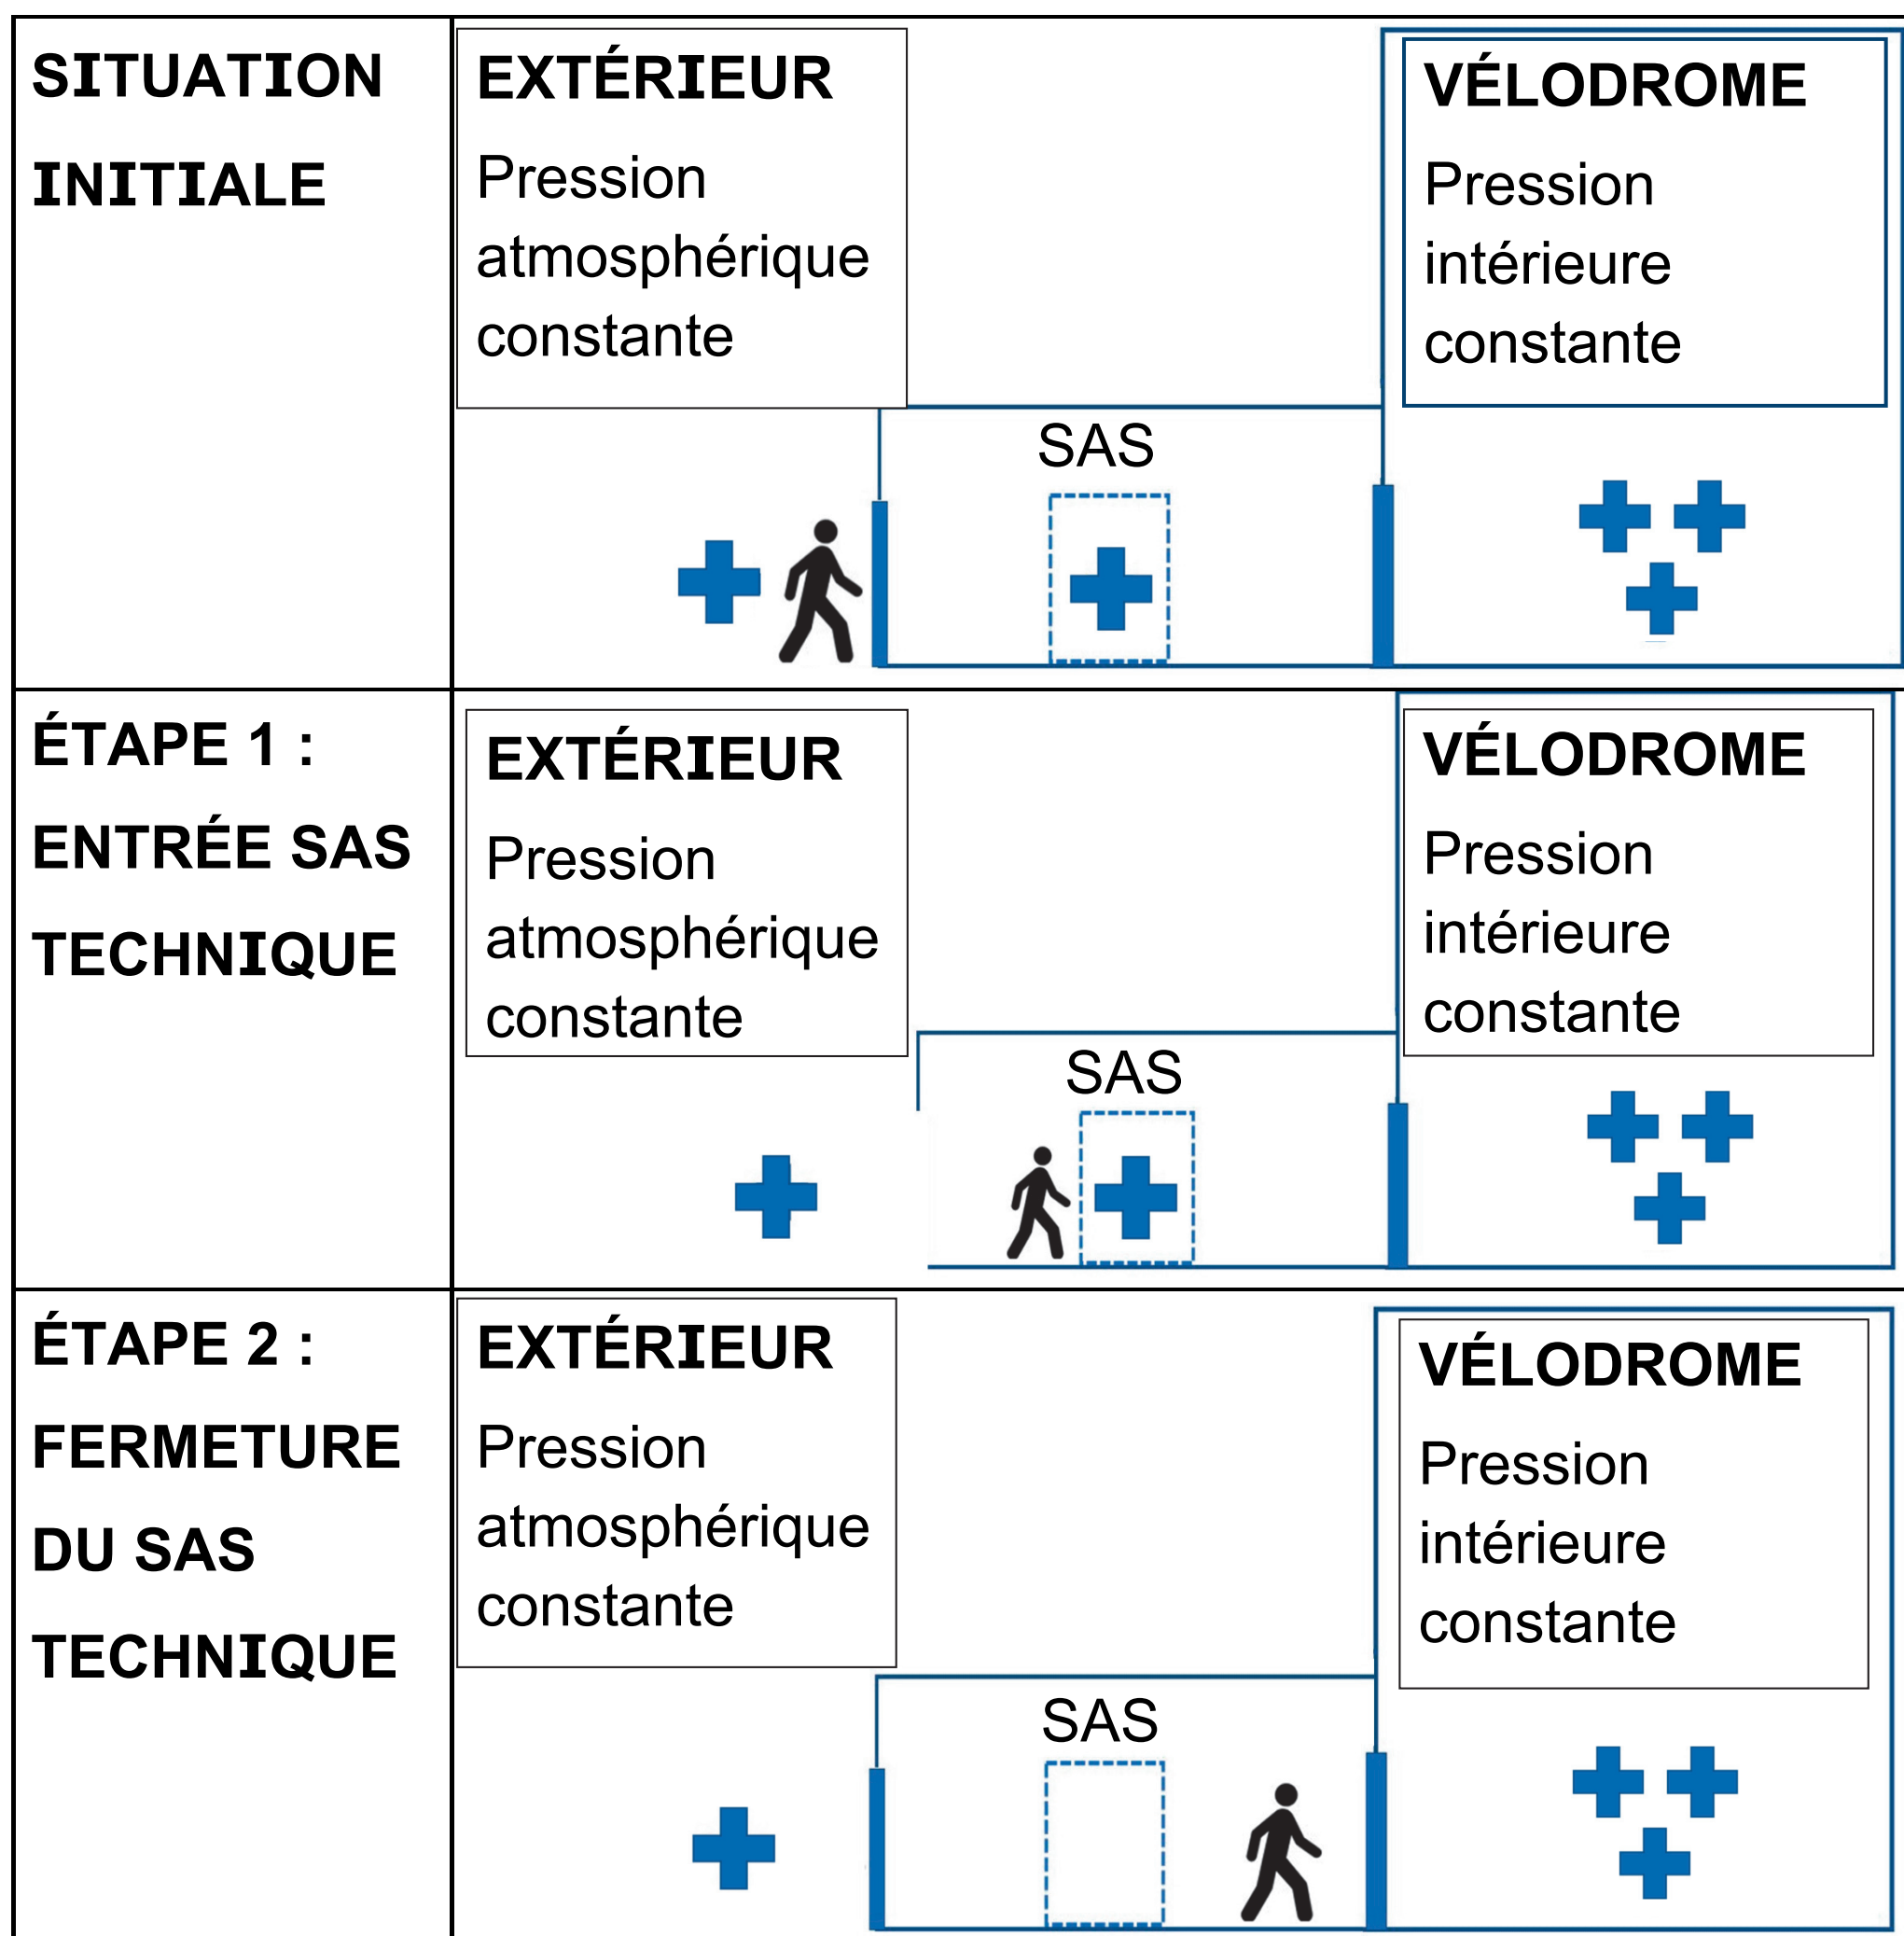 SITUATION
INITIALE
EXTÉRIEUR
Pression
atmosphérique
constante
SAS
VÉLODROME
Pression
intérieure
constante
ÉTAPE 1 :
ENTRÉE SAS
TECHNIQUE
EXTÉRIEUR
Pression
atmosphérique
constante
SAS
VÉLODROME
Pression
intérieure
constante
ÉTAPE 2 :
FERMETURE
DU SAS
TECHNIQUE
EXTÉRIEUR
Pression
atmosphérique
constante
SAS
VÉLODROME
Pression
intérieure
constante